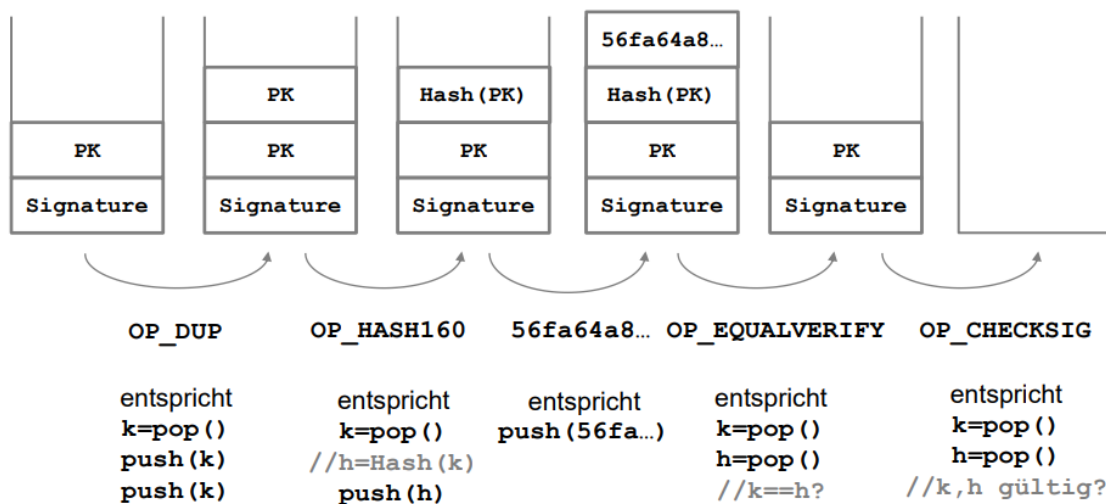 56fa64a8…
PK
Hash(PK)
Hash(PK)
PK
PK
PK
PK
PK
Signature
Signature
Signature
Signature
Signature
OP_DUP
OP_HASH160
56fa64a8…
OP_EQUALVERIFY
OP_CHECKSIG
entspricht
k=pop()
push(k)
push(k)
entspricht
k=pop()
//h=Hash(k)
push(h)
entspricht
push(56fa…)
entspricht
k=pop()
h=pop()
//k==h?
entspricht
k=pop()
h=pop()
//k,h gültig?